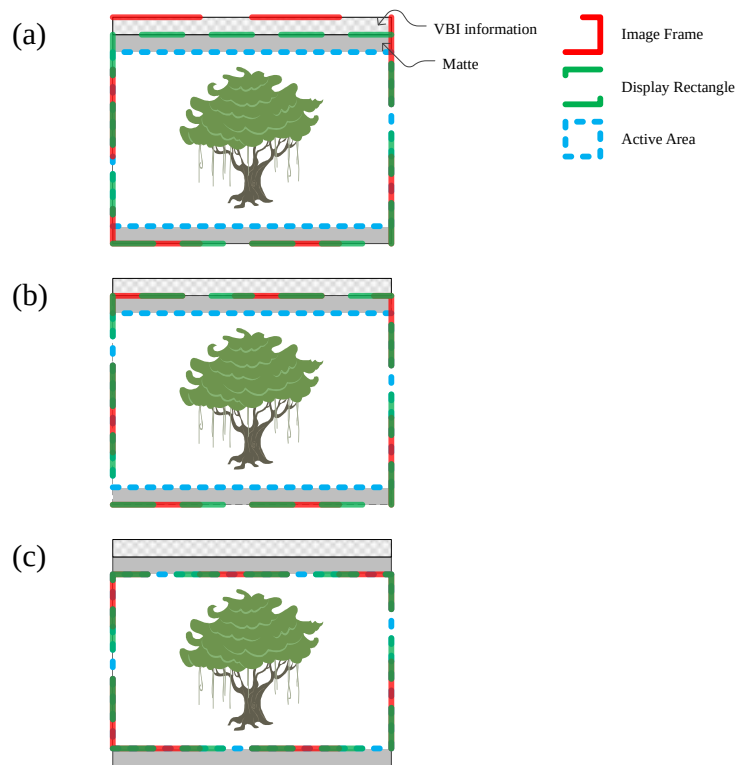 (a)
VBI information
Matte
Image Frame
Display Rectangle
Active Area
(b)
(c)